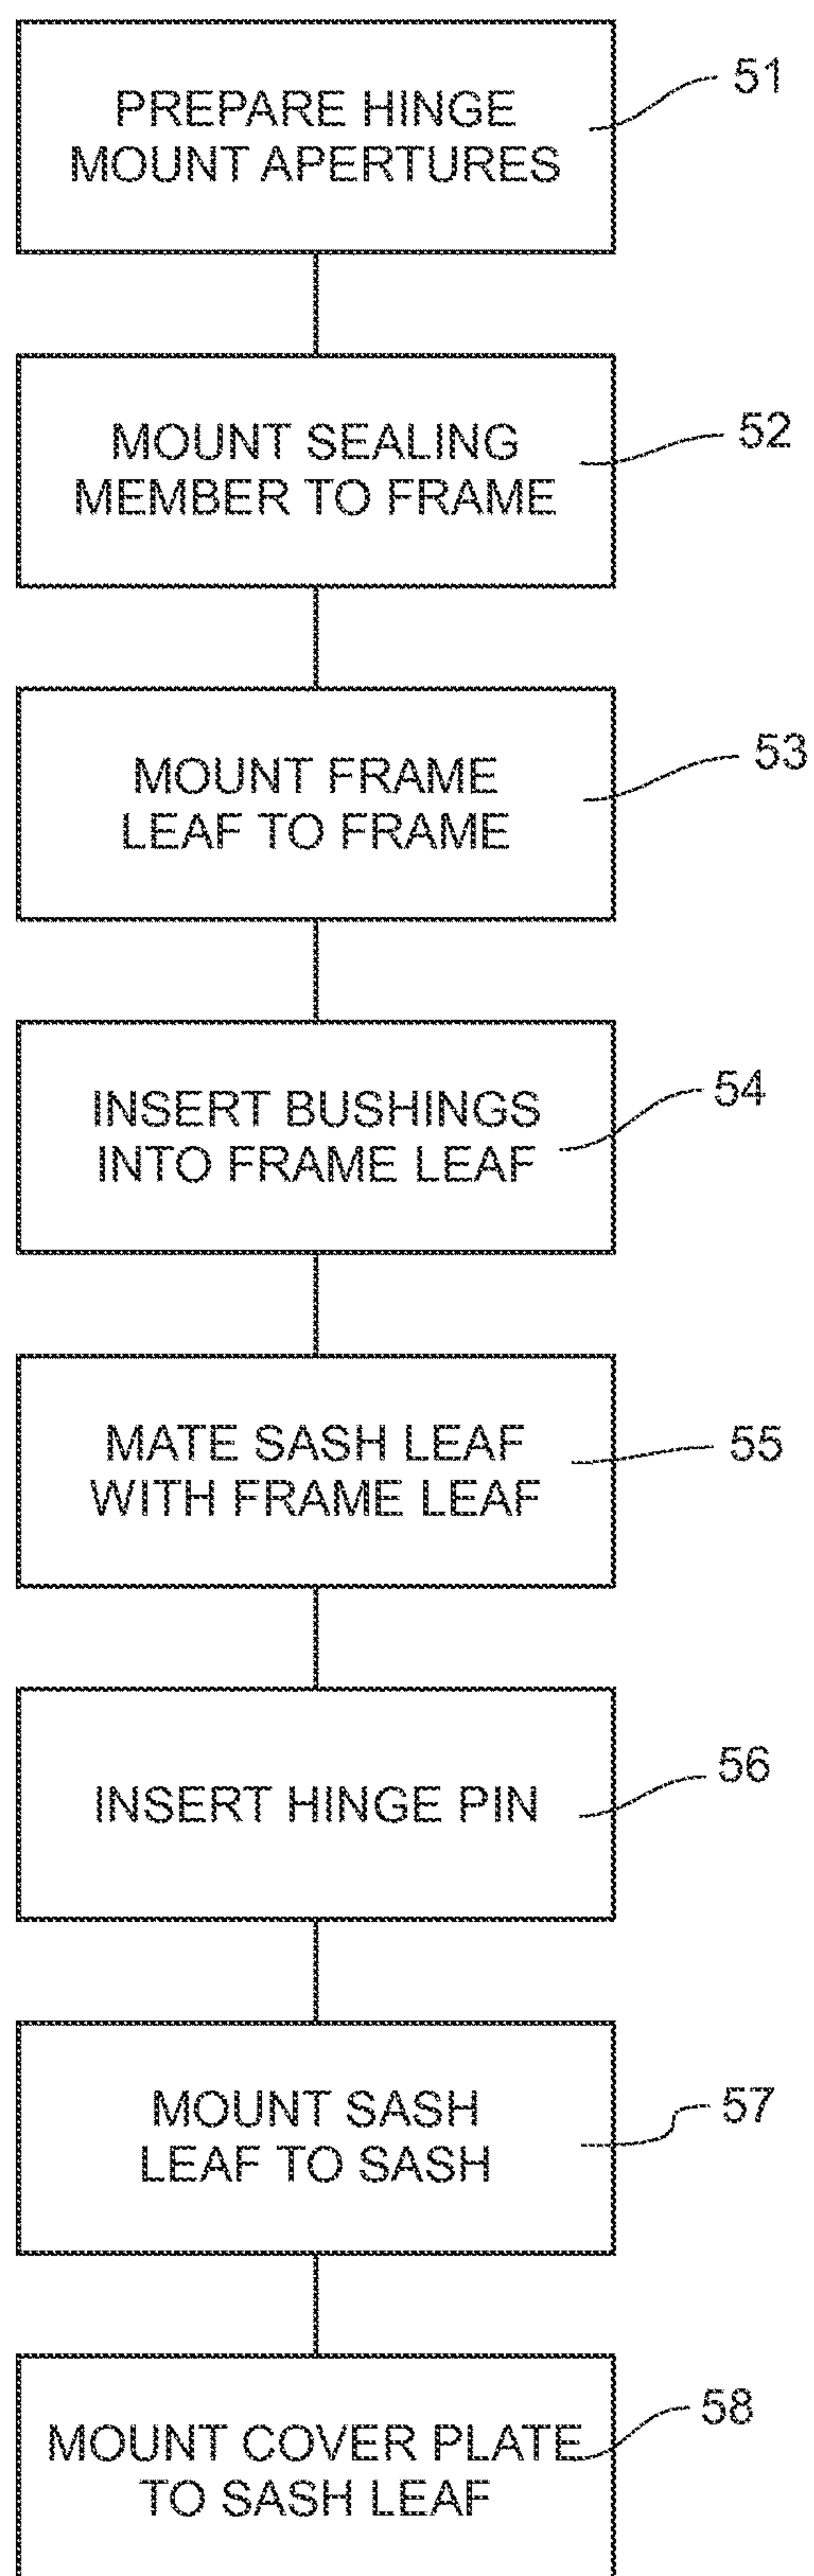 PREPARE HINGE
MOUNT APERTURES
51
MOUNT SEALING
MEMBER TO FRAME
52
MOUNT FRAME
LEAF TO FRAME
53
INSERT BUSHINGS
INTO FRAME LEAF
54
MATE SASH LEAF
WITH FRAME LEAF
55
INSERT HINGE PIN
56
MOUNT SASH
LEAF TO SASH
57
MOUNT COVER PLATE
TO SASH LEAF
58